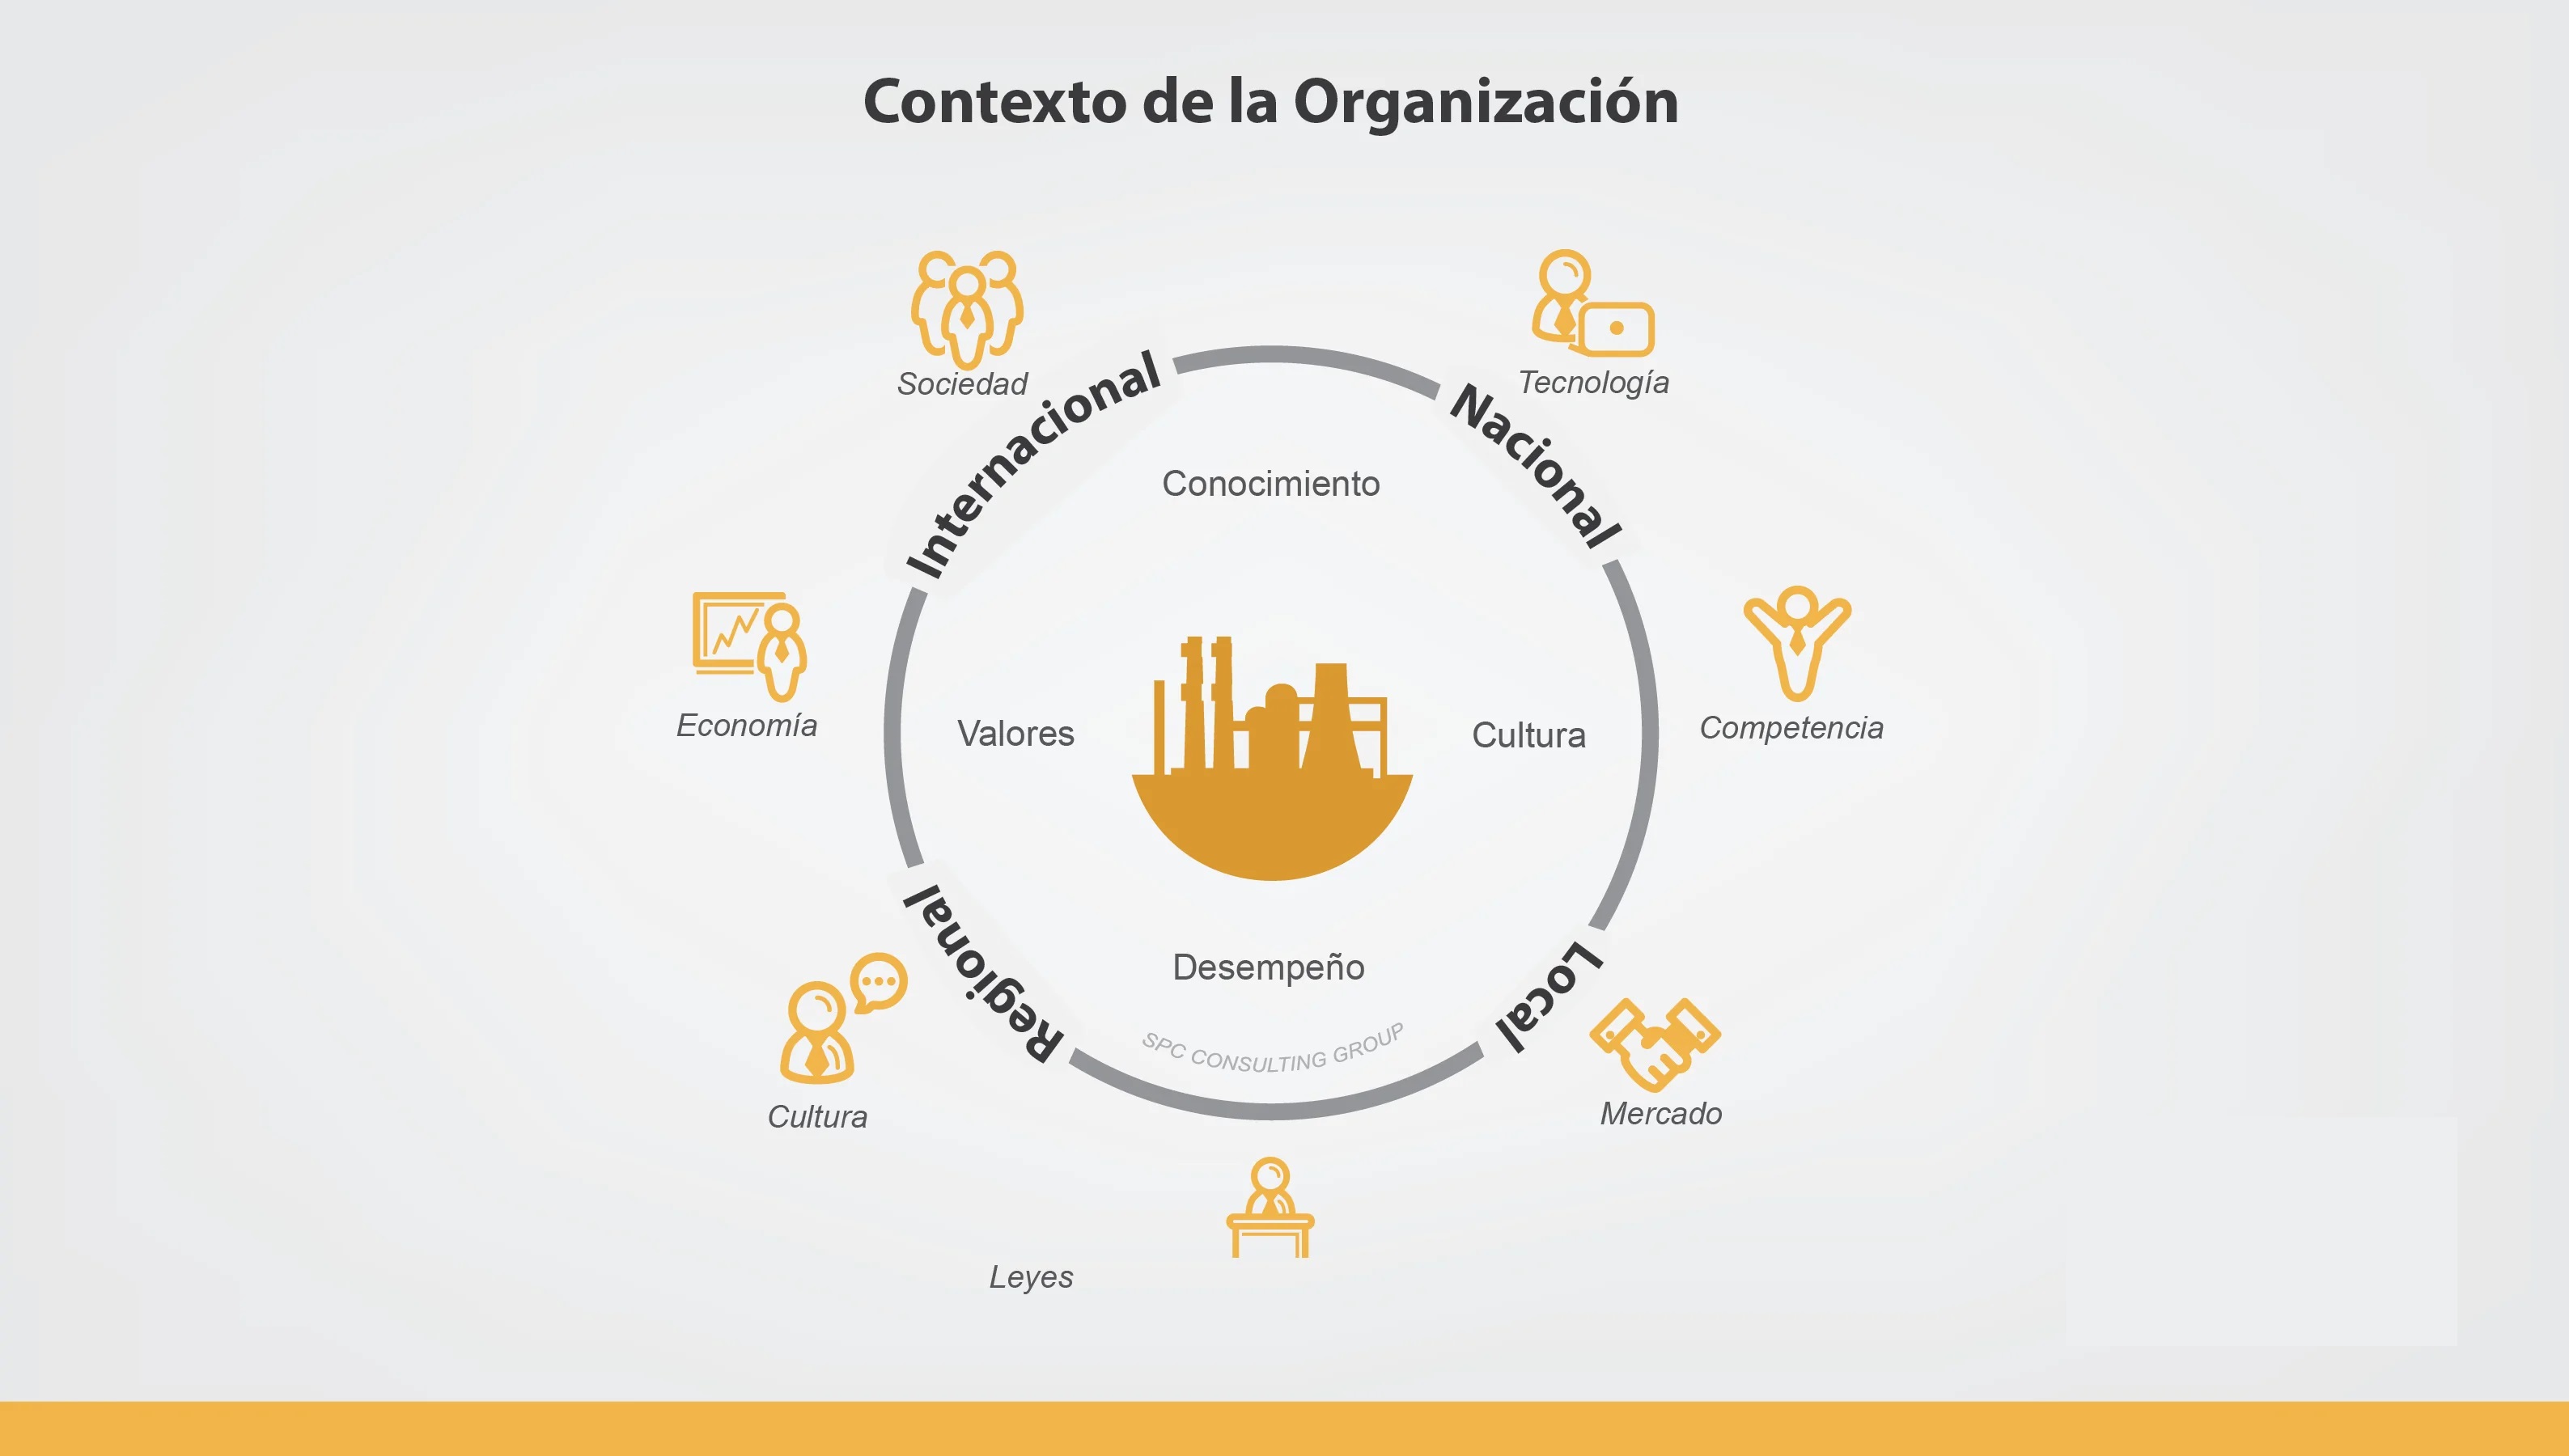 Contexto de la Organización
Sociedad
Tecnología
Internacional
Nacional
Conocimiento
Economía
Valores
Cultura
Competencia
Regional
Local
Desempeño
SPC CONSULTING GROUP
Cultura
Mercado
Leyes